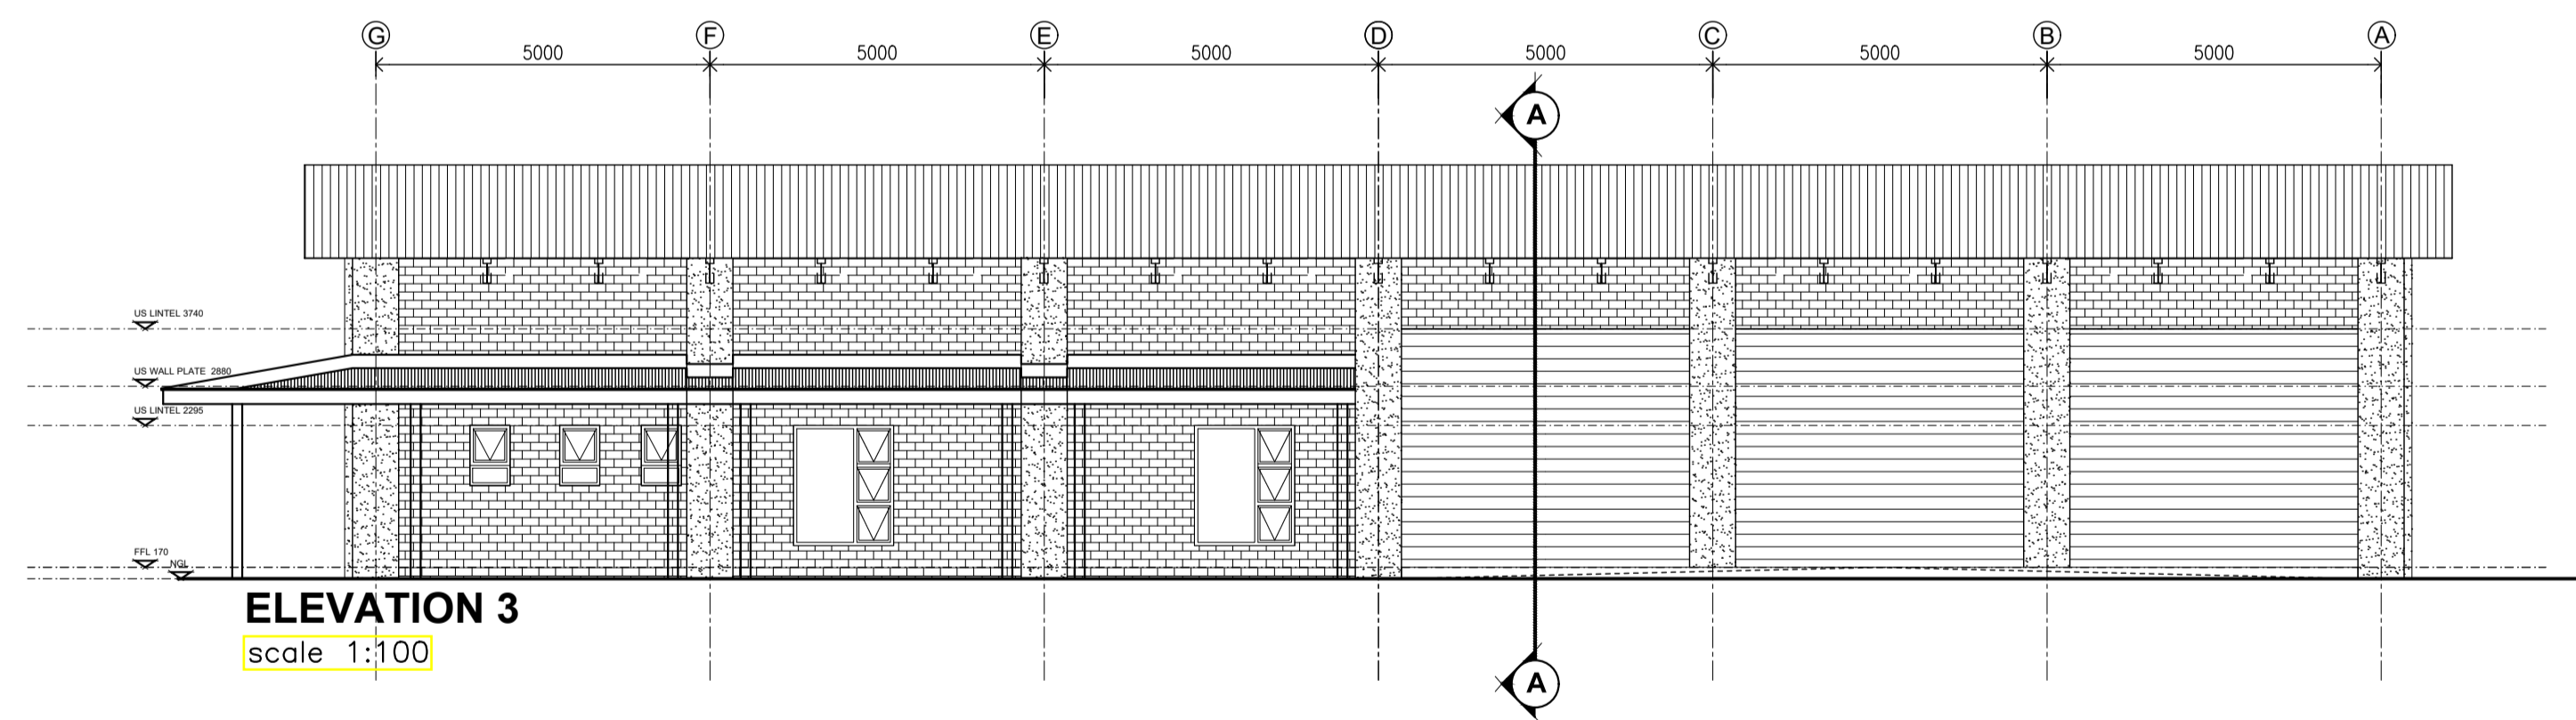 G F E D C B A
5000 5000 5000 5000 5000 5000
A
US LINTEL 3740
US WALL PLATE 2880
US LINTEL 2295
FFL 170
NGL
ELEVATION 3
scale 1:100
A